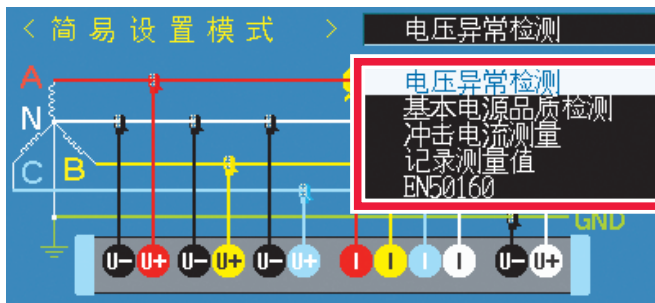 < 简易设置模式 > 电压异常检测
电压异常检测
基本电源品质检测
冲击电流测量
记录测量值
EN50160
A
N
C B
GND
U- U+ U- U+ U- U+ I I I I U- U+